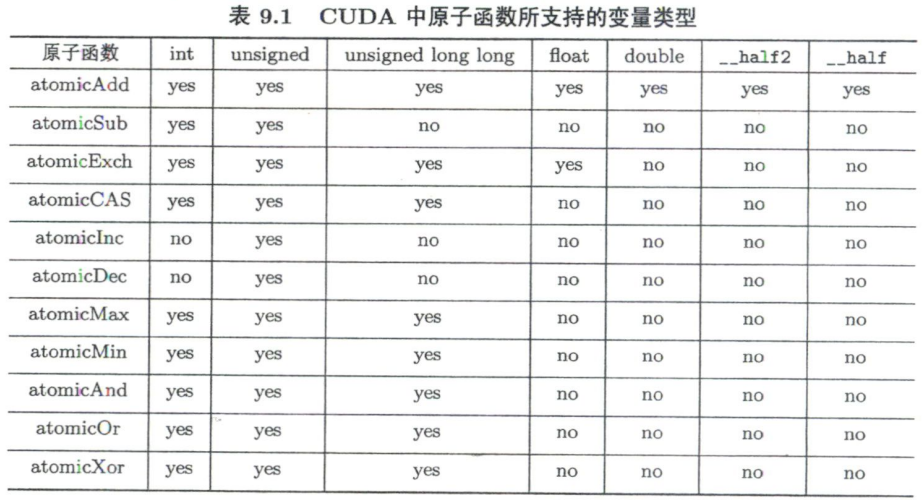 表 9.1 CUDA 中原子函数所支持的变量类型
原子函数 int unsigned unsigned long long float double __half2 __half
atomicAdd yes yes yes yes yes yes yes
atomicSub yes yes no no no no no
atomicExch yes yes yes yes no no no
atomicCAS yes yes yes no no no no
atomicInc no yes no no no no no
atomicDec no yes no no no no no
atomicMax yes yes yes no no no no
atomicMin yes yes yes no no no no
atomicAnd yes yes yes no no no no
atomicOr yes yes yes no no no no
atomicXor yes yes yes no no no no